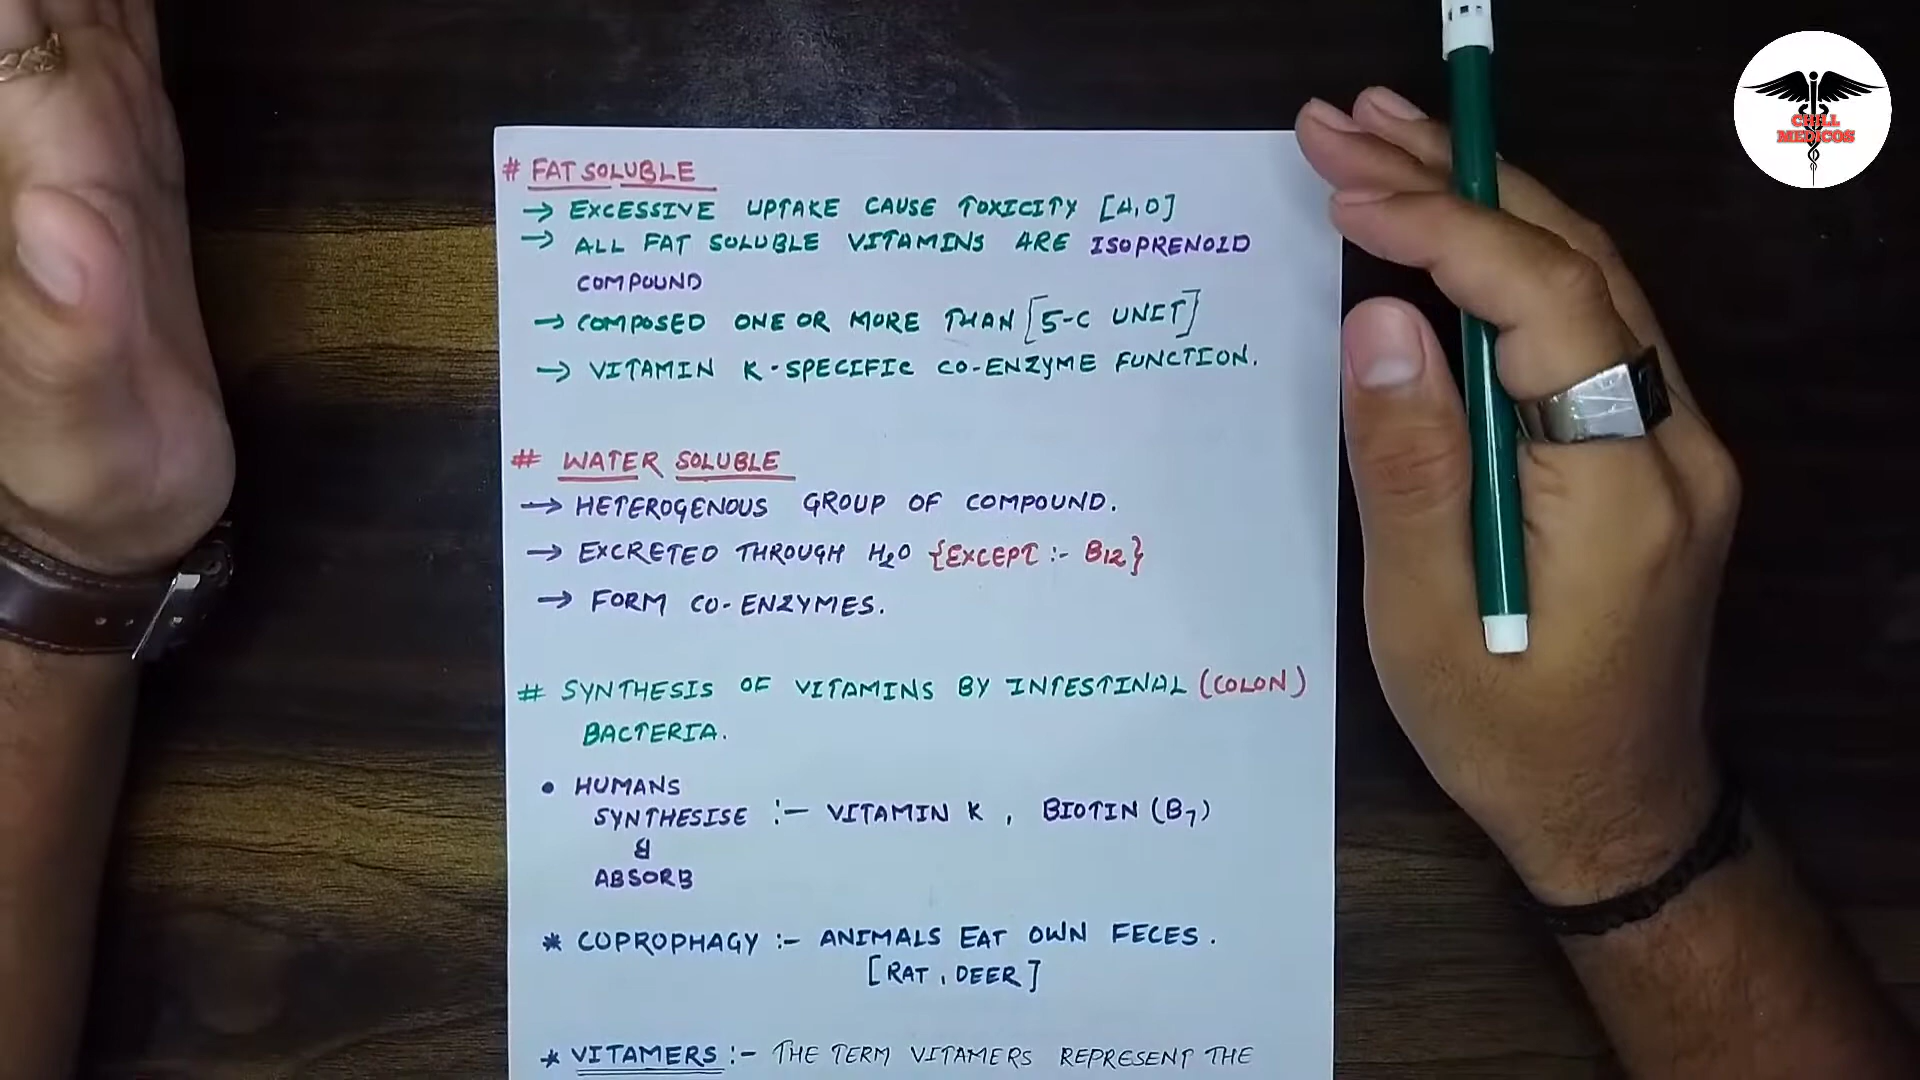 # FAT SOLUBLE
→ EXCESSIVE UPTAKE CAUSE TOXICITY [A,D]
→ ALL FAT SOLUBLE VITAMINS ARE ISOPRENOID
COMPOUND
→ COMPOSED ONE OR MORE THAN [5-C UNIT]
→ VITAMIN K-SPECIFIC CO-ENZYME FUNCTION.
# WATER SOLUBLE
→ HETEROGENOUS GROUP OF COMPOUND.
→ EXCRETED THROUGH H₂O {EXCEPT :- B₁₂}
→ FORM CO-ENZYMES.
# SYNTHESIS OF VITAMINS BY INTESTINAL (COLON)
BACTERIA.
• HUMANS
SYNTHESISE :- VITAMIN K, BIOTIN (B₇)
&
ABSORB
* COPROPHAGY :- ANIMALS EAT OWN FECES.
[RAT, DEER]
* VITAMERS :- THE TERM VITAMERS REPRESENT THE
CHILL
MEDICOS